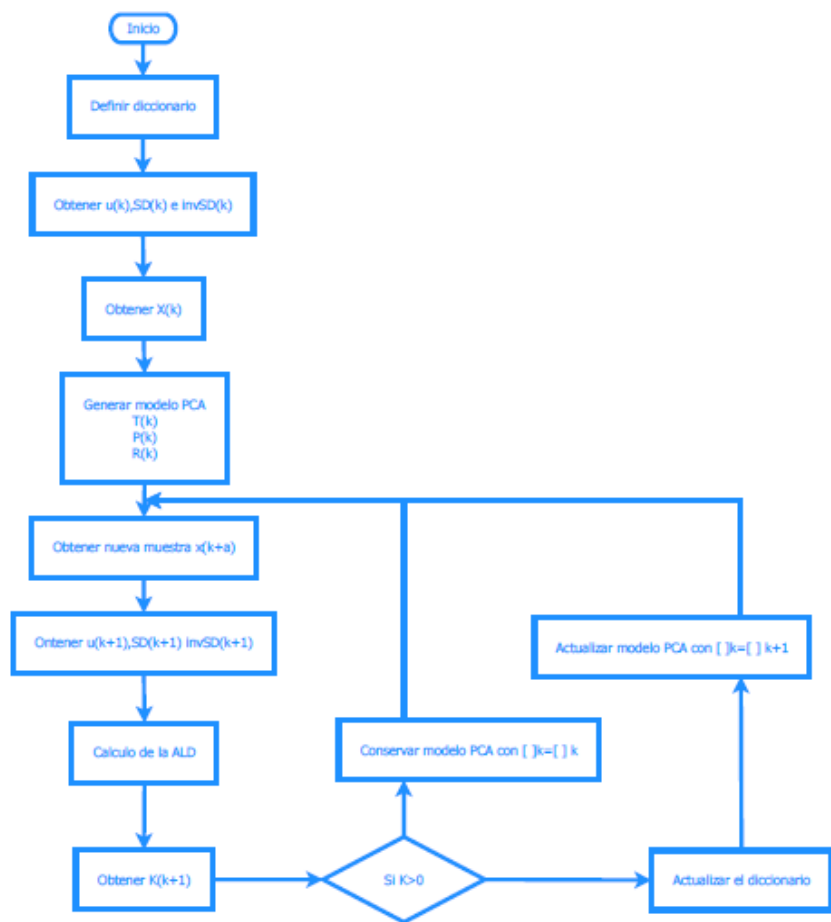 Inicio
Definir diccionario
Obtener u(k),SD(k) e invSD(k)
Obtener X(k)
Generar modelo PCA
T(k)
P(k)
R(k)
Obtener nueva muestra x(k+a)
Ontener u(k+1),SD(k+1) invSD(k+1)
Calculo de la ALD
Obtener K(k+1)
Si K>0
Conservar modelo PCA con [ ]k=[ ] k
Actualizar el diccionario
Actualizar modelo PCA con [ ]k=[ ] k+1